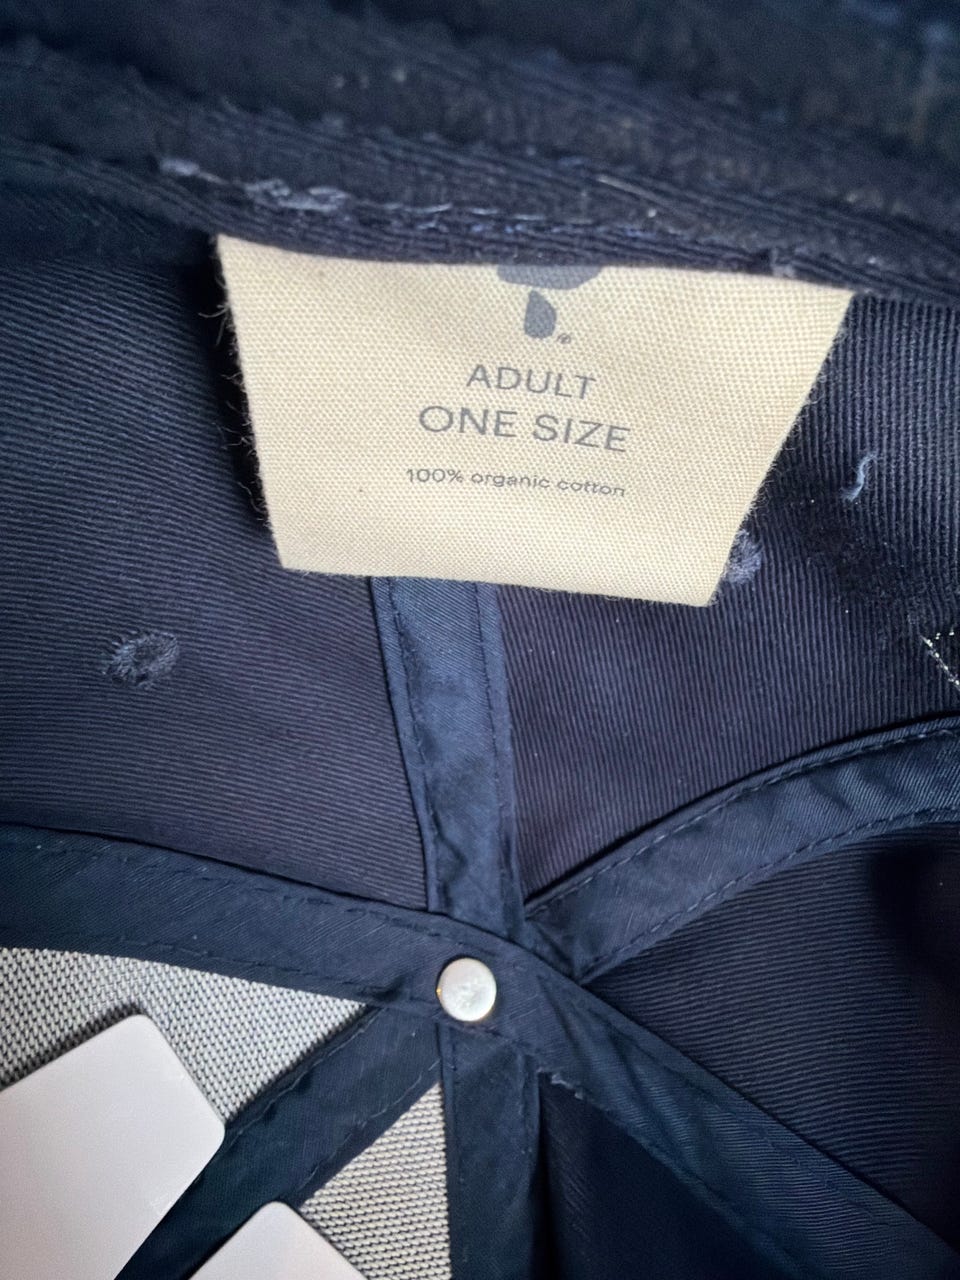 ADULT
ONE SIZE
100% organic cotton